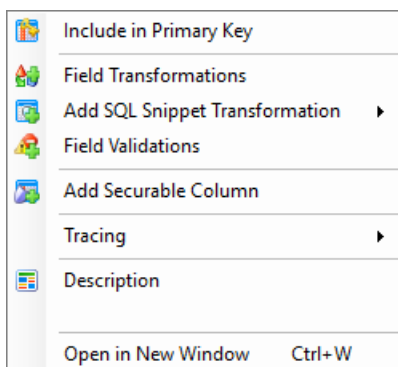 Include in Primary Key
Field Transformations
Add SQL Snippet Transformation
Field Validations
Add Securable Column
Tracing
Description
Open in New Window Ctrl+W